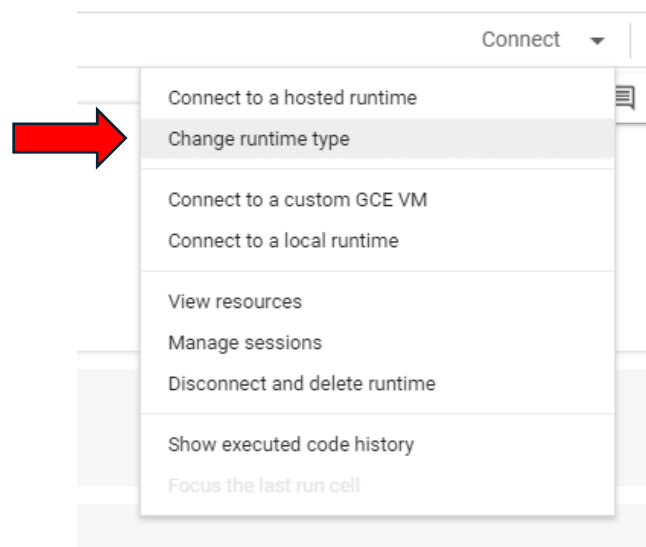 Connect
Connect to a hosted runtime
Change runtime type
Connect to a custom GCE VM
Connect to a local runtime
View resources
Manage sessions
Disconnect and delete runtime
Show executed code history
Focus the last run cell